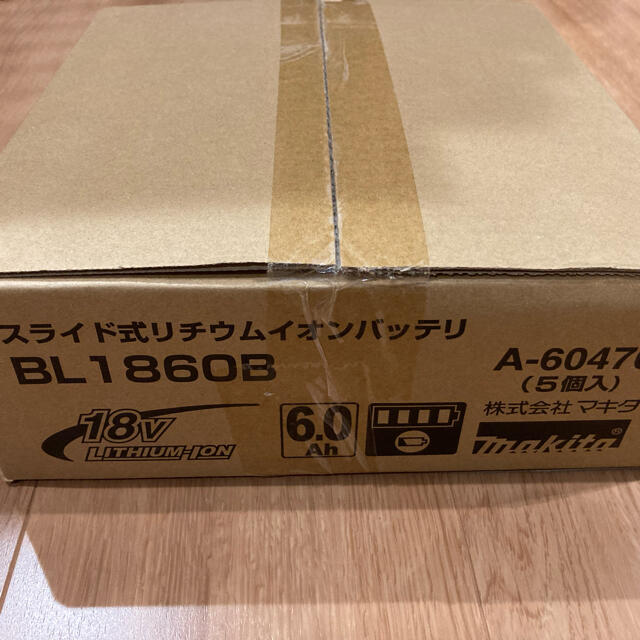 スライド式リチウムイオンバッテリ
BL1860B
A-60470
(5個入)
18V
LITHIUM-ION
6.0
Ah
株式会社 マキタ
makita®